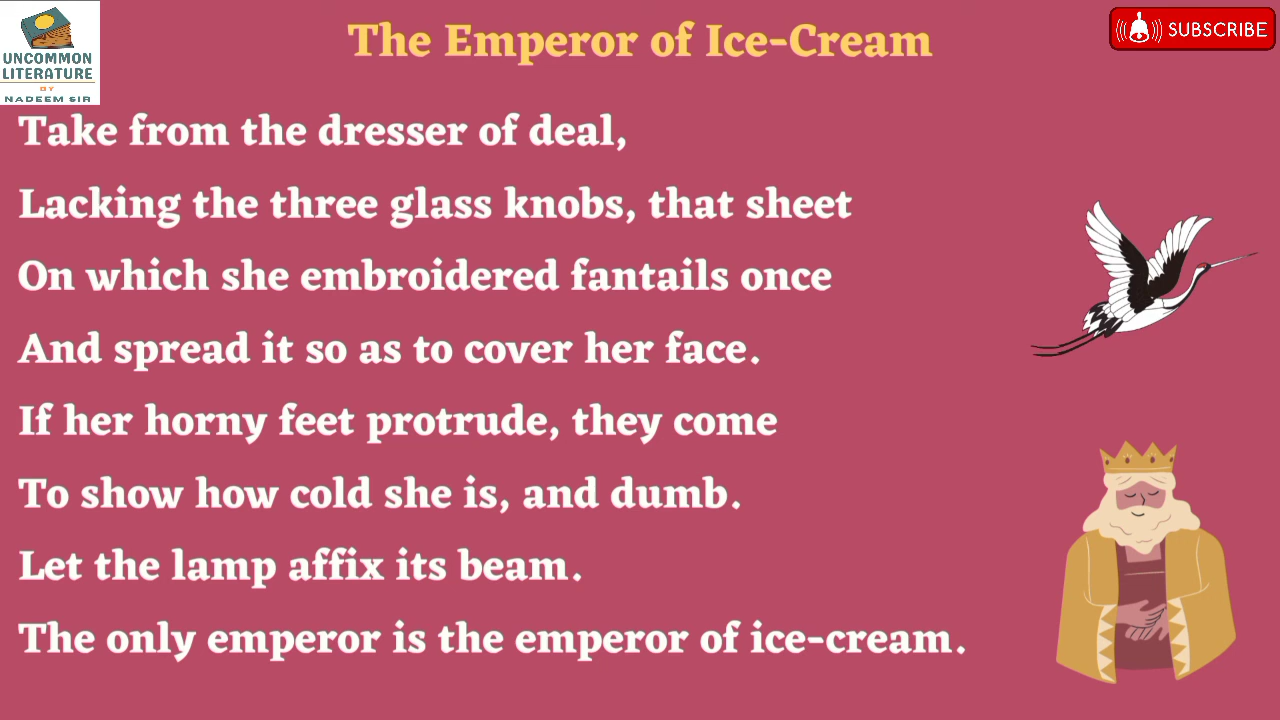 UNCOMMON
LITERATURE
BY
NADEEM SIR
The Emperor of Ice-Cream
SUBSCRIBE
Take from the dresser of deal,
Lacking the three glass knobs, that sheet
On which she embroidered fantails once
And spread it so as to cover her face.
If her horny feet protrude, they come
To show how cold she is, and dumb.
Let the lamp affix its beam.
The only emperor is the emperor of ice-cream.